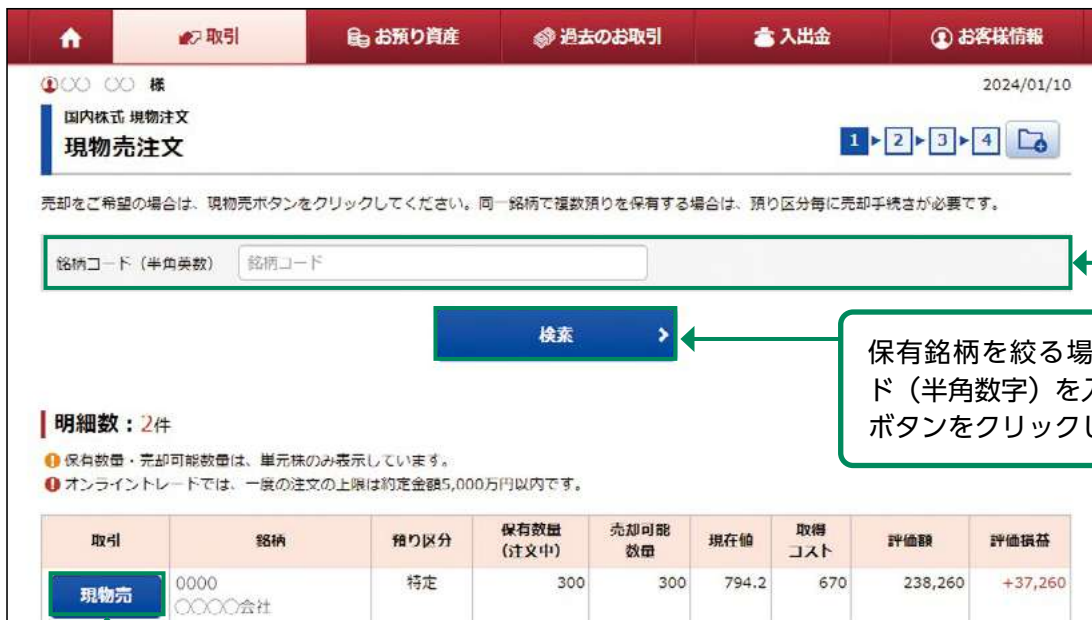 取引 お預り資産 過去のお取引 入出金 お客様情報
○○ ○○ 様 2024/01/10
国内株式 現物注文
現物売注文
1 2 3 4
売却をご希望の場合は、現物売ボタンをクリックしてください。同一銘柄で複数預りを保有する場合は、預り区分毎に売却手続きが必要です。
銘柄コード（半角英数） 銘柄コード
検索
保有銘柄を絞る場
ド（半角数字）を入
ボタンをクリックし
明細数：2件
保有数量・売却可能数量は、単元株のみ表示しています。
オンライントレードでは、一度の注文の上限は約定金額5,000万円以内です。
取引 銘柄 預り区分 保有数量（注文中） 売却可能数量 現在値 取得コスト 評価額 評価損益
現物売 0000 特定 300 300 794.2 670 238,260 +37,260
○○○○会社